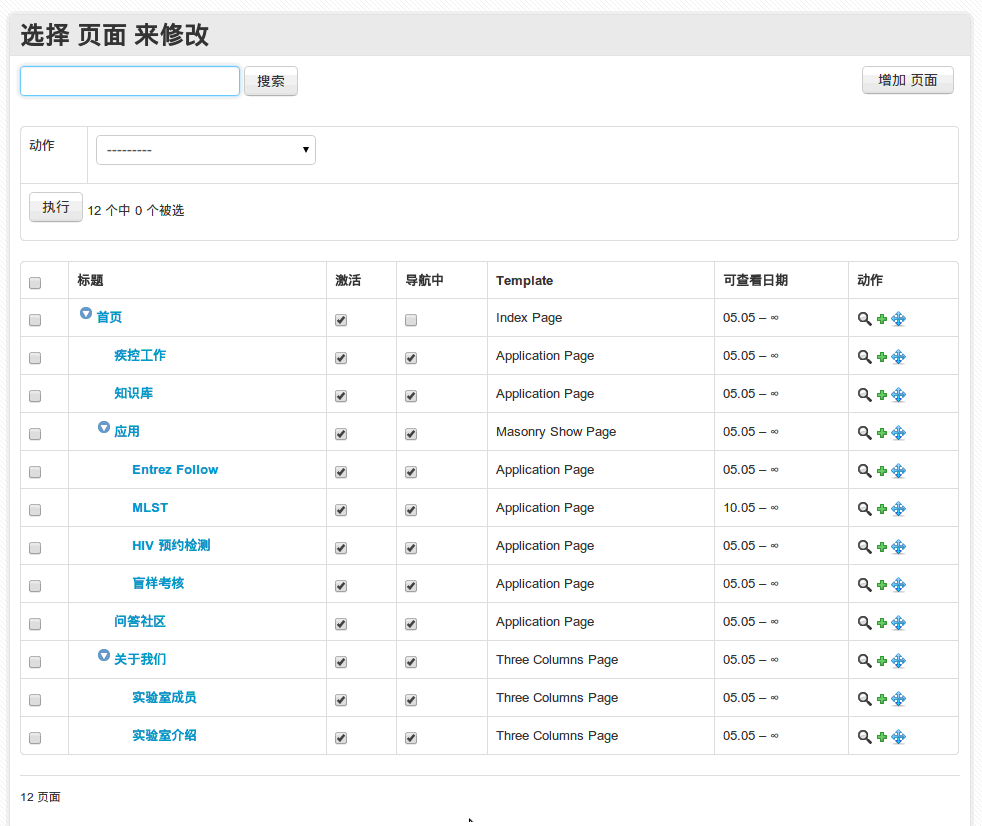 选择 页面 来修改
搜索 增加 页面
动作 ---------
执行 12 个中 0 个被选
标题 激活 导航中 Template 可查看日期 动作
首页 Index Page 05.05 – ∞
疾控工作 Application Page 05.05 – ∞
知识库 Application Page 05.05 – ∞
应用 Masonry Show Page 05.05 – ∞
Entrez Follow Application Page 05.05 – ∞
MLST Application Page 10.05 – ∞
HIV 预约检测 Application Page 05.05 – ∞
盲样考核 Application Page 05.05 – ∞
问答社区 Application Page 05.05 – ∞
关于我们 Three Columns Page 05.05 – ∞
实验室成员 Three Columns Page 05.05 – ∞
实验室介绍 Three Columns Page 05.05 – ∞
12 页面